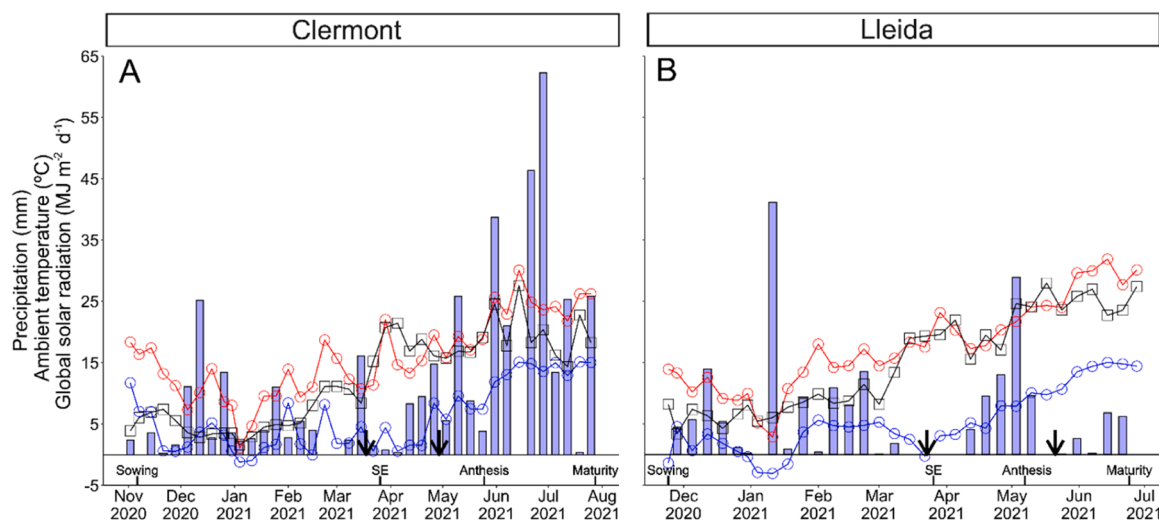 Clermont
Lleida
Precipitation (mm)
Ambient temperature (ºC)
Global solar radiation (MJ m⁻² d⁻¹)
65
55
45
35
25
15
5
-5
A
B
Sowing
SE
Anthesis
Maturity
Sowing
SE
Anthesis
Maturity
Nov Dec Jan Feb Mar Apr May Jun Jul Aug
2020 2020 2021 2021 2021 2021 2021 2021 2021 2021
Dec Jan Feb Mar Apr May Jun Jul
2020 2021 2021 2021 2021 2021 2021 2021